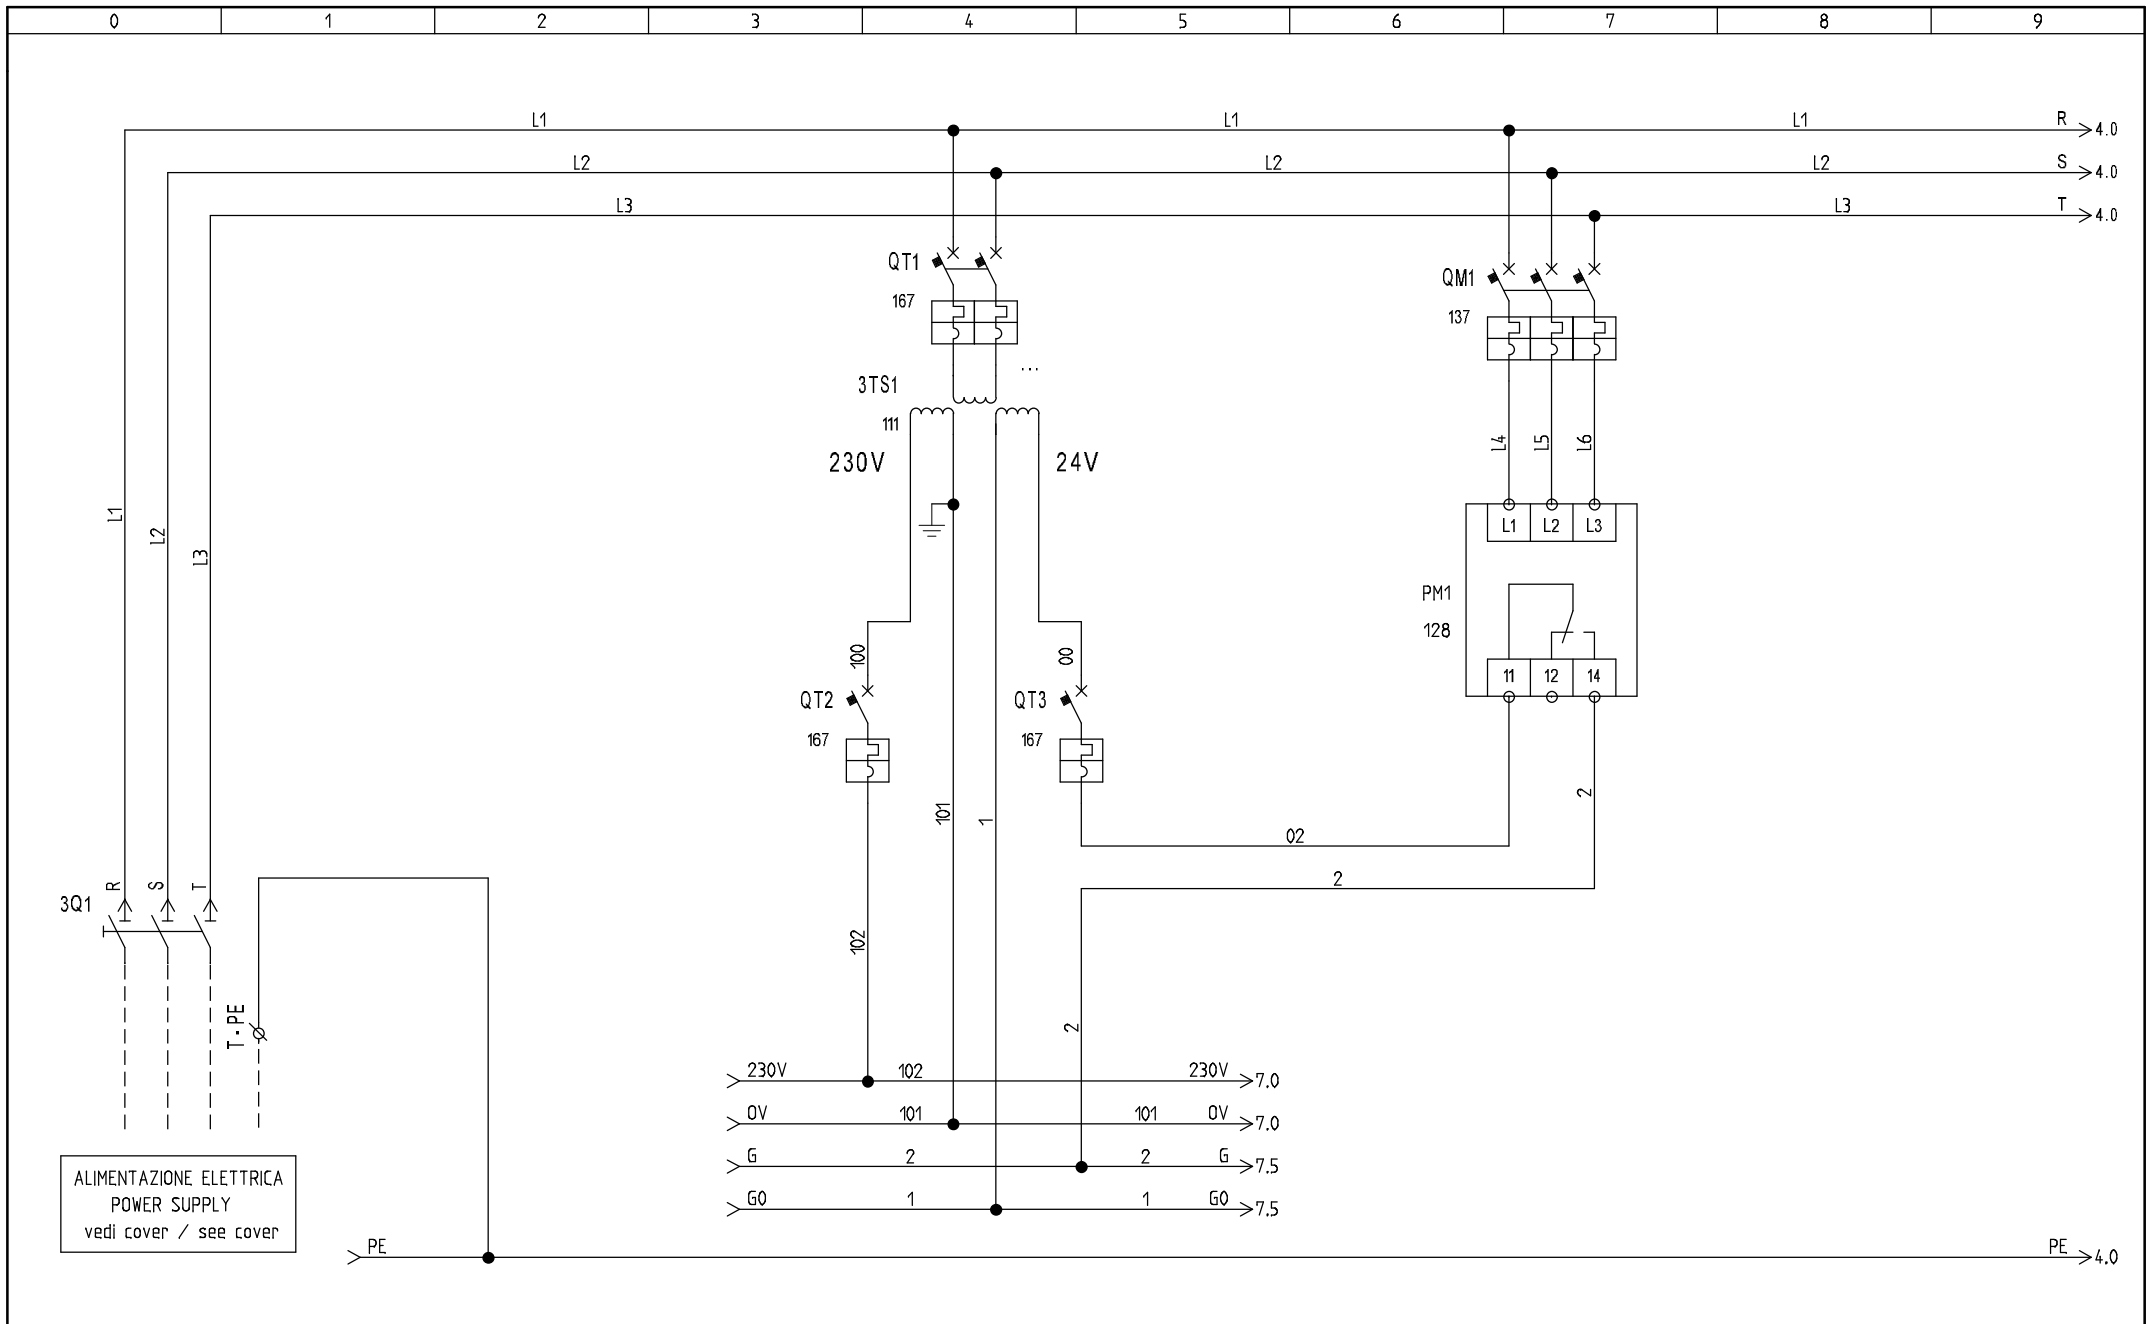 0 1 2 3 4 5 6 7 8 9
L1 L1 L1 R 4.0
L2 L2 L2 S 4.0
L3 L3 T 4.0
QT1
167
QM1
137
...
3TS1
111
230V 24V
L4 L5 L6
L1 L2 L3
L1
L2
L3
PM1
128
100
00
11 12 14
QT2
167
QT3
167
101
1
2
02
2
3Q1
R S T
102
T・PE
2
230V 102 230V 7.0
0V 101 101 0V 7.0
G 2 2 G 7.5
G0 1 1 G0 7.5
ALIMENTAZIONE ELETTRICA
POWER SUPPLY
vedi cover / see cover
PE PE 4.0